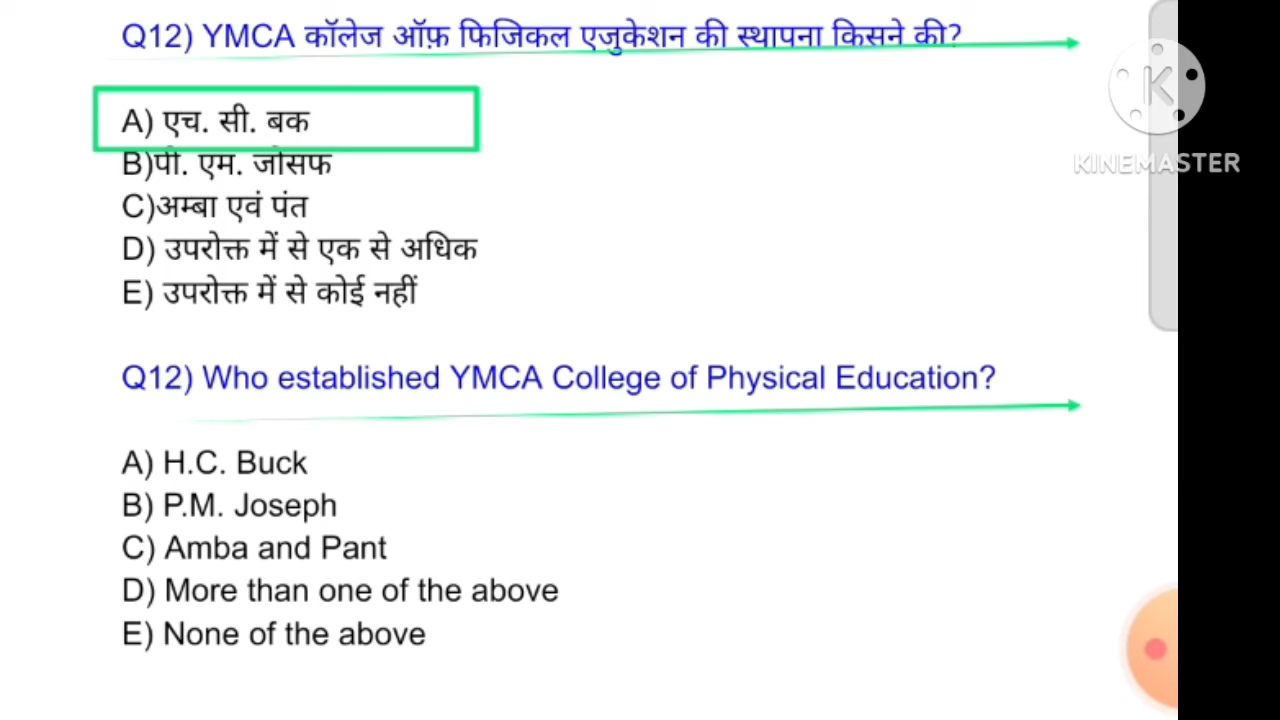 Q12) YMCA कॉलेज ऑफ़ फिजिकल एजुकेशन की स्थापना किसने की?
A) एच. सी. बक
B)पी. एम. जोसफ
C)अम्बा एवं पंत
D) उपरोक्त में से एक से अधिक
E) उपरोक्त में से कोई नहीं
K
KINEMASTER
Q12) Who established YMCA College of Physical Education?
A) H.C. Buck
B) P.M. Joseph
C) Amba and Pant
D) More than one of the above
E) None of the above